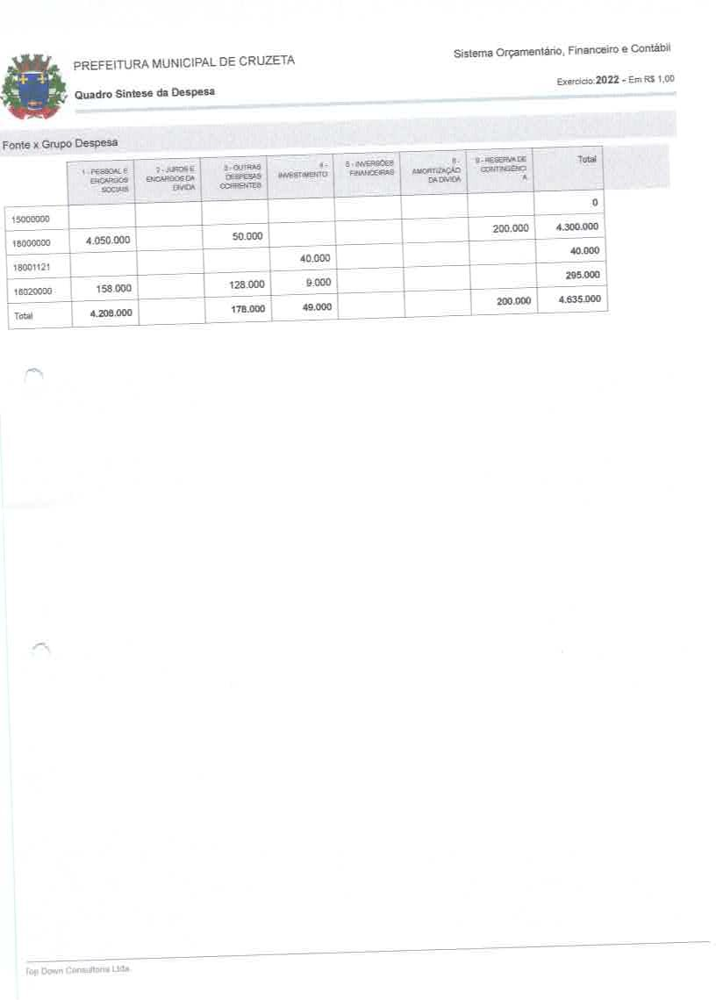 PREFEITURA MUNICIPAL DE CRUZETA
Sistema Orçamentário, Financeiro e Contábil
Quadro Sintese da Despesa
Exercício:2022 - Em R$ 1,00
Fonte x Grupo Despesa
1 - PESSOAL E ENCARGOS SOCIAIS 2 - JUROS E ENCARGOS DA DÍVIDA 3 - OUTRAS DESPESAS CORRENTES 4 - INVESTIMENTO 5 - INVERSÕES FINANCEIRAS 6 - AMORTIZAÇÃO DA DÍVIDA 9 - RESERVA DE CONTINGÊNCI A Total
15000000 0
18000000 4.050.000 50.000 200.000 4.300.000
18001121 40.000 40.000
18020000 158.000 128.000 9.000 295.000
Total 4.208.000 178.000 49.000 200.000 4.635.000
Top Down Consultoria Ltda.